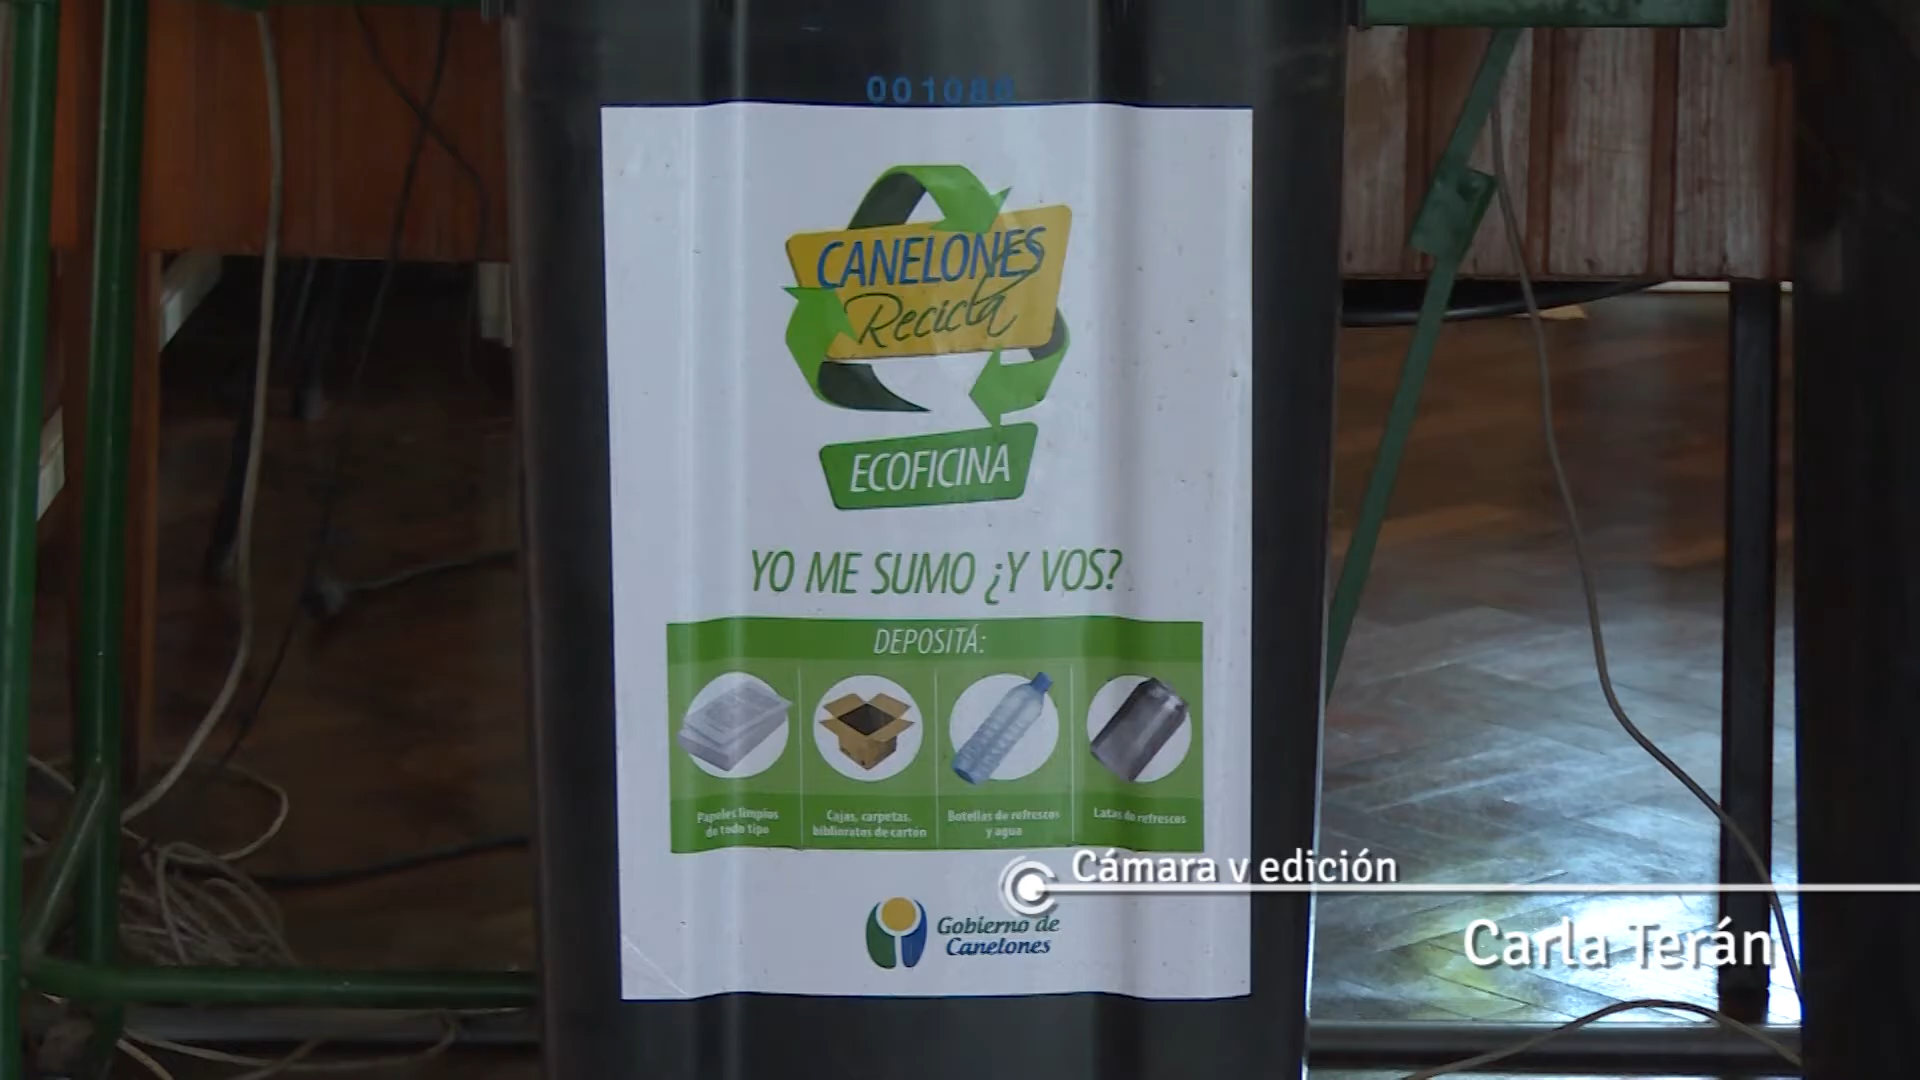 001088
CANELONES
Recicla
ECOFICINA
YO ME SUMO ¿Y VOS?
DEPOSITÁ:
Papeles limpios
de todo tipo
Cajas, carpetas,
biblioratos de cartón
Botellas de refrescos
y agua
Latas de refrescos
Gobierno de
Canelones
Cámara y edición
Carla Terán